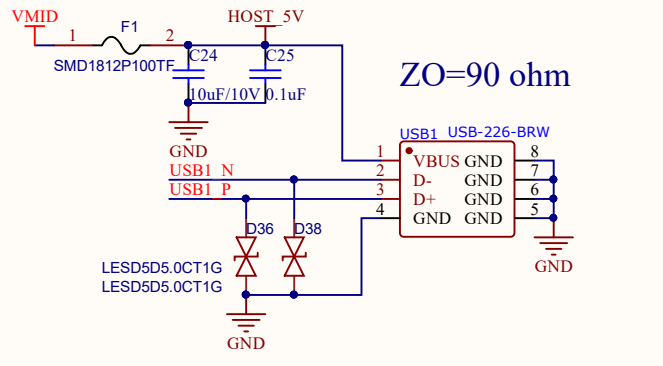 VMID
HOST_5V
F1
1
2
SMD1812P100TF
C24
C25
10uF/10V
0.1uF
ZO=90 ohm
GND
USB1
USB-226-BRW
USB1_N
USB1_P
1
2
3
4
VBUS GND
D- GND
D+ GND
GND GND
8
7
6
5
D36
D38
LESD5D5.0CT1G
LESD5D5.0CT1G
GND
GND